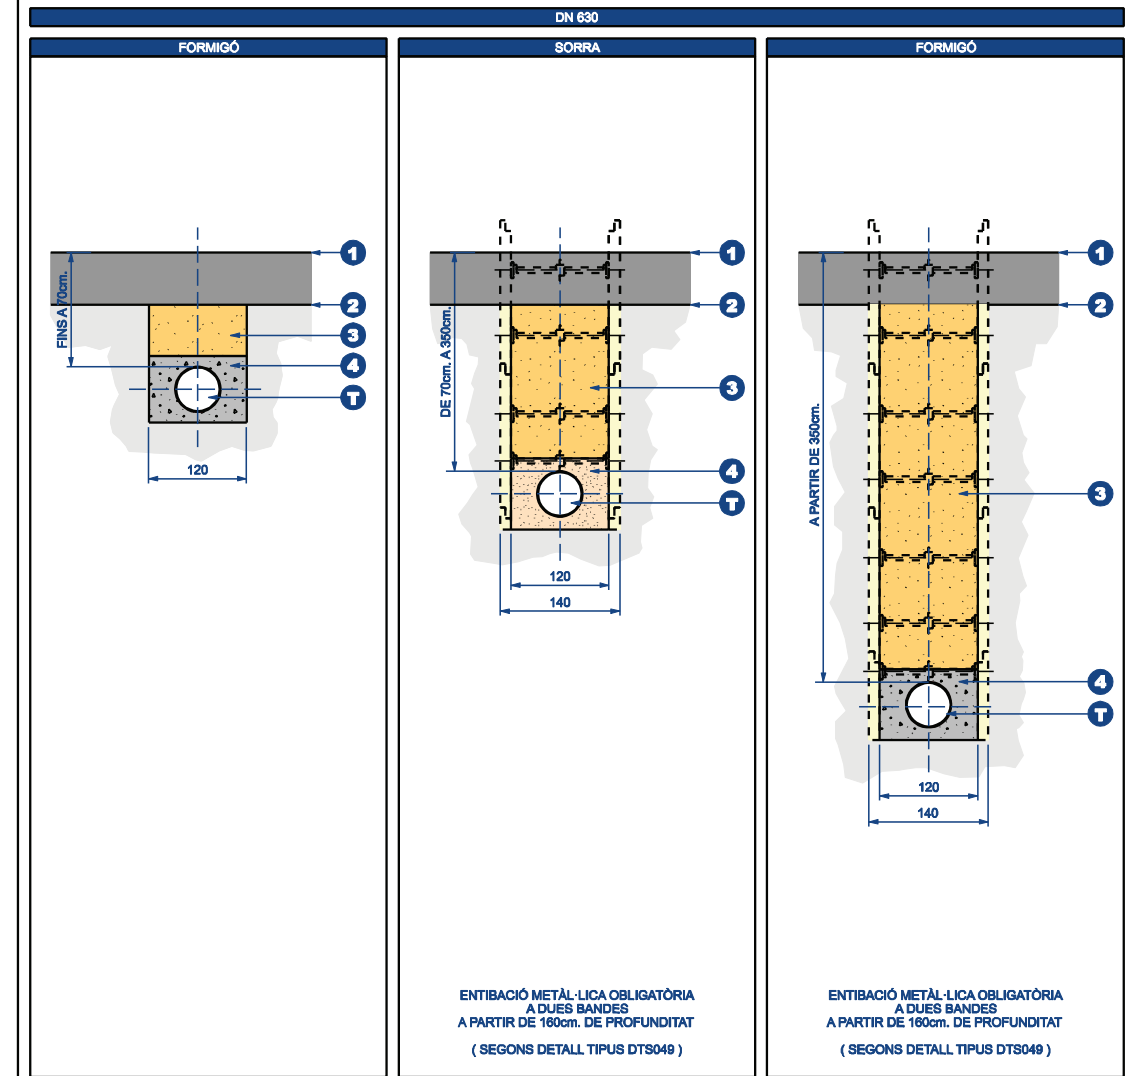 DN 630
FORMIGÓ
FINS A 70cm.
1
2
3
4
T
120
SORRA
DE 70cm. A 350cm.
1
2
3
4
T
120
140
ENTIBACIÓ METÀL·LICA OBLIGATÒRIA
A DUES BANDES
A PARTIR DE 160cm. DE PROFUNDITAT
( SEGONS DETALL TIPUS DTS049 )
FORMIGÓ
A PARTIR DE 350cm.
1
2
3
4
T
120
140
ENTIBACIÓ METÀL·LICA OBLIGATÒRIA
A DUES BANDES
A PARTIR DE 160cm. DE PROFUNDITAT
( SEGONS DETALL TIPUS DTS049 )